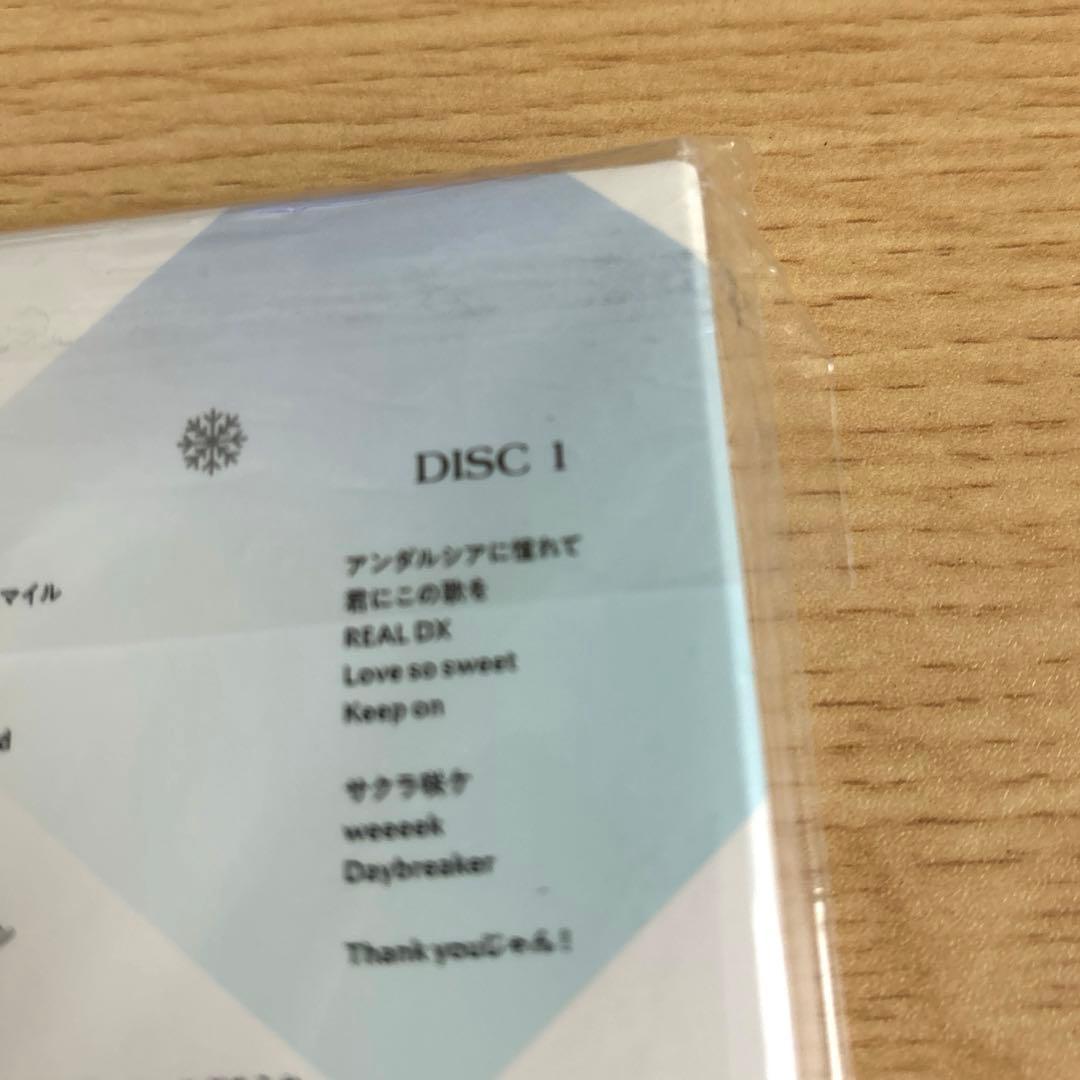 DISC 1
アンダルシアに憧れて
君にこの歌を
REAL DX
Love so sweet
Keep on
サクラ咲ケ
weeeek
Daybreaker
Thank youじゃん!
マイル
d
ン